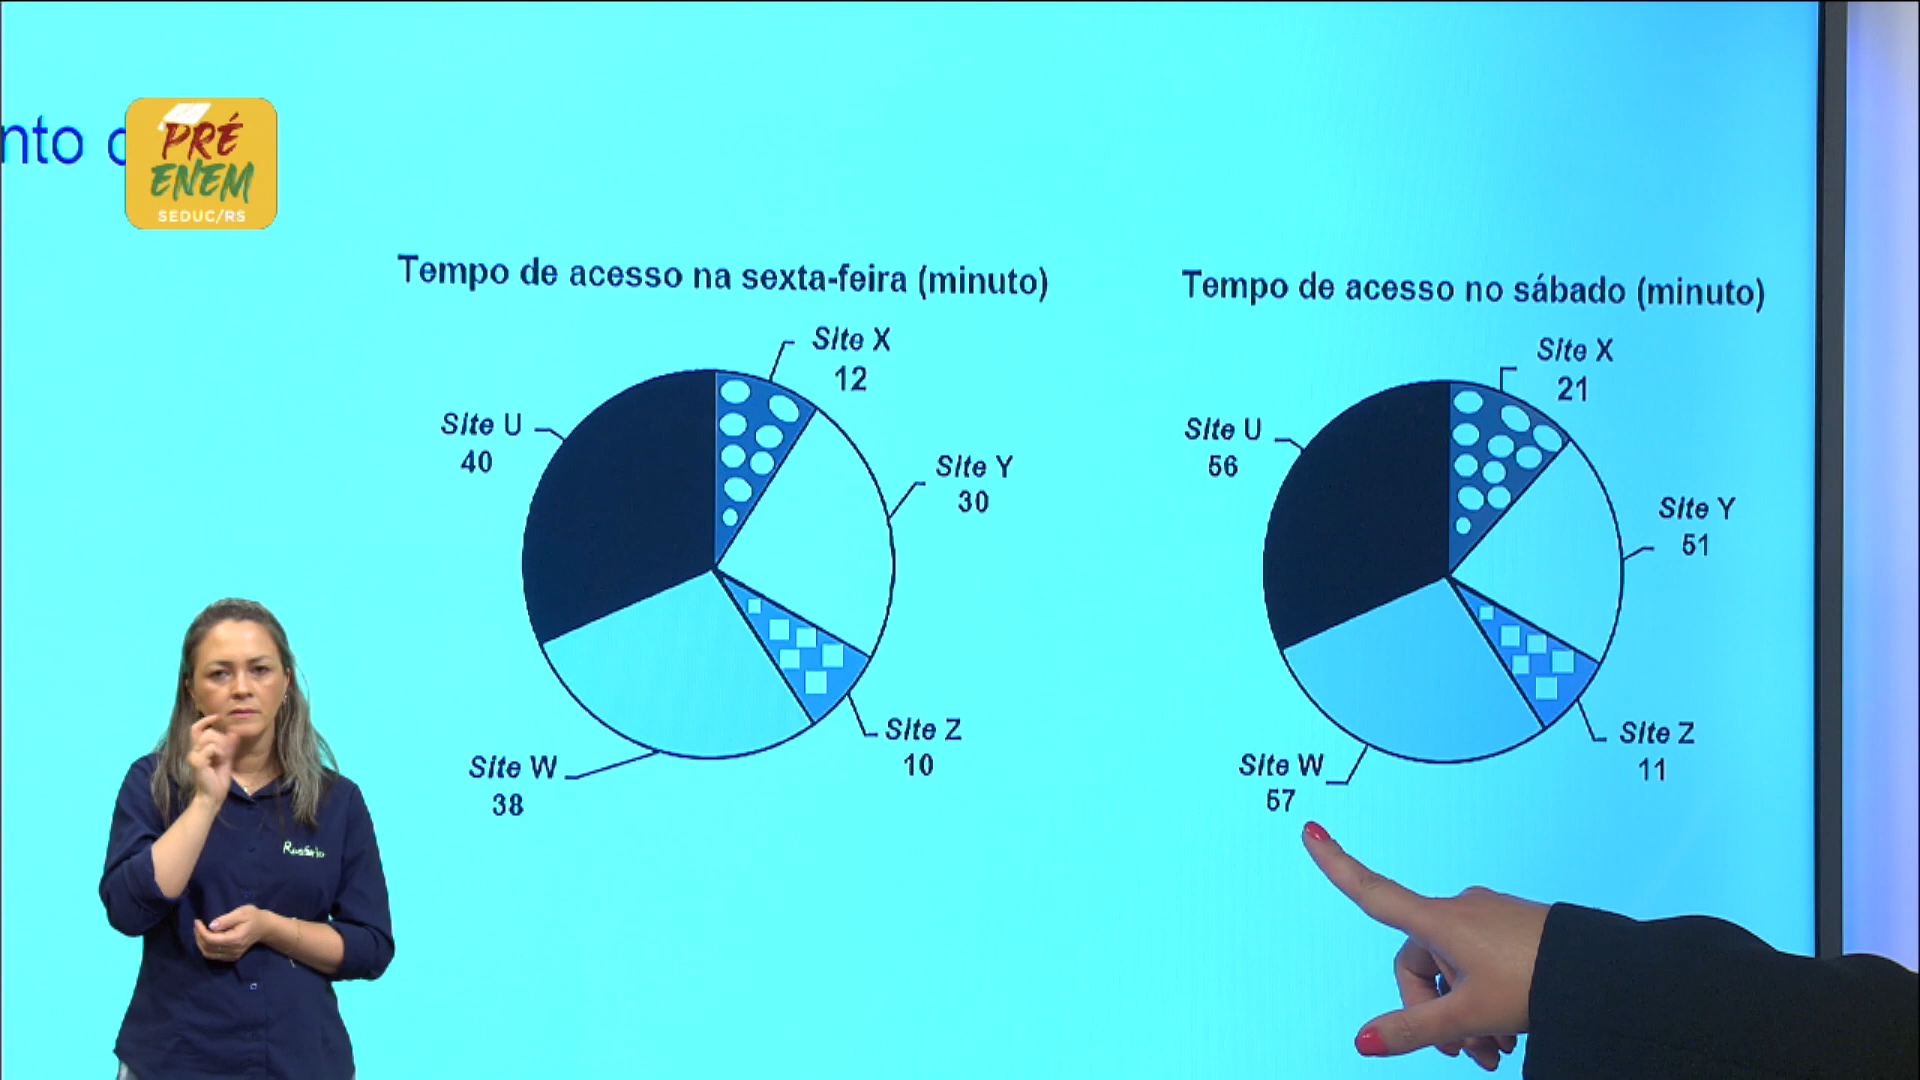 nto
PRÉ
ENEM
SEDUC/RS
Tempo de acesso na sexta-feira (minuto)
Site X
12
Site U
40
Site Y
30
Site Z
10
Site W
38
Tempo de acesso no sábado (minuto)
Site X
21
Site U
56
Site Y
51
Site Z
11
Site W
57